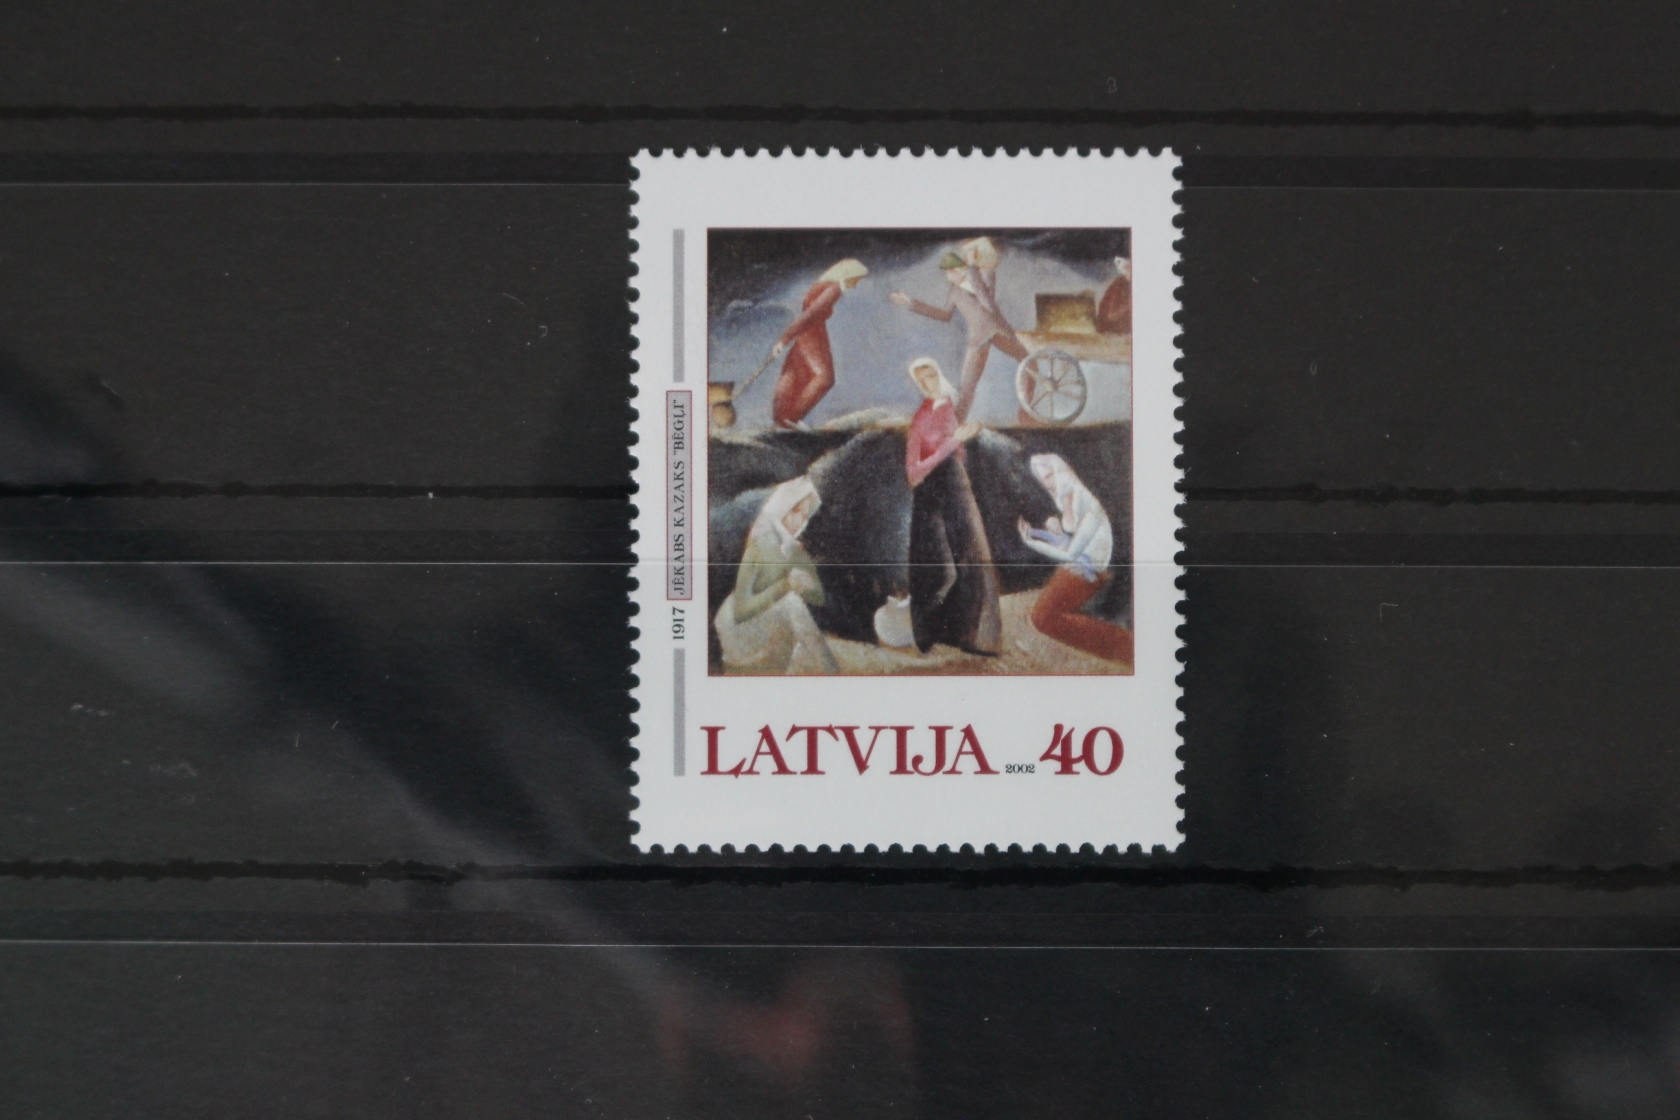 1917 JĒKABS KAZAKS "BĒGĻI"
LATVIJA 2002 40